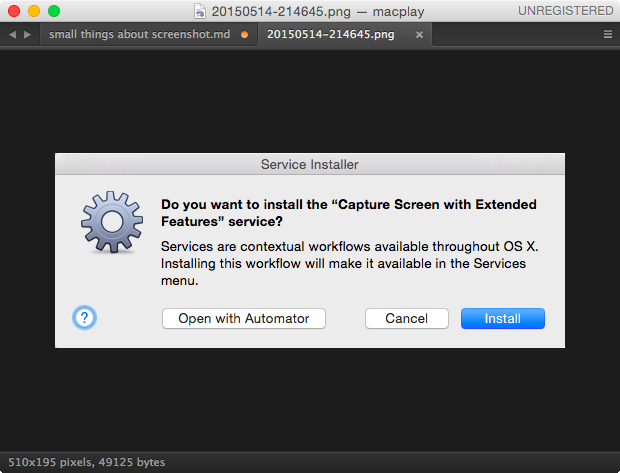 20150514-214645.png — macplay
UNREGISTERED
small things about screenshot.md
20150514-214645.png
Service Installer
Do you want to install the “Capture Screen with Extended
Features” service?
Services are contextual workflows available throughout OS X.
Installing this workflow will make it available in the Services
menu.
?
Open with Automator
Cancel
Install
510x195 pixels, 49125 bytes